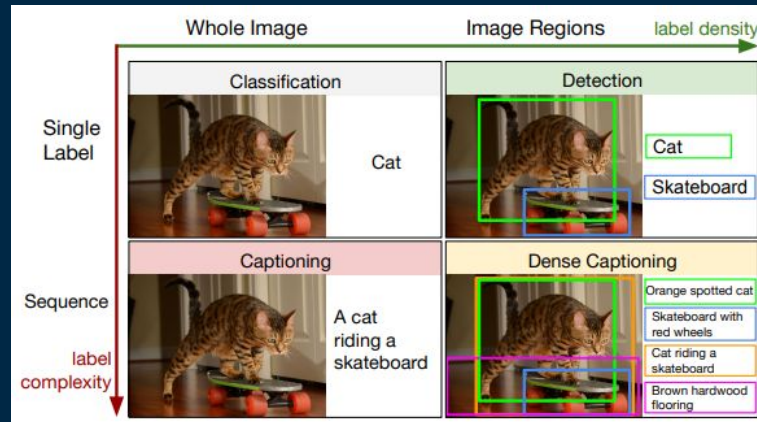 Whole Image
Image Regions
label density
Classification
Detection
Single
Label
Cat
Cat
Skateboard
Captioning
Dense Captioning
Sequence
label
complexity
A cat
riding a
skateboard
Orange spotted cat
Skateboard with
red wheels
Cat riding a
skateboard
Brown hardwood
flooring